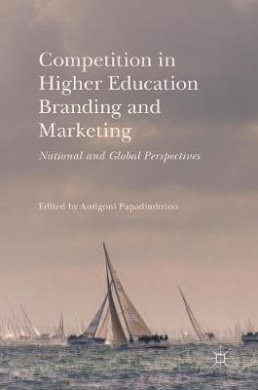 Competition in
Higher Education
Branding and
Marketing
National and Global Perspectives
Edited by Antigoni Papadimitriou